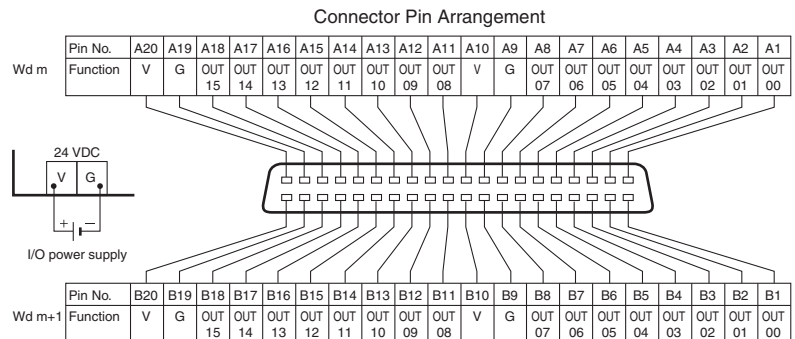 Connector Pin Arrangement
Pin No. A20 A19 A18 A17 A16 A15 A14 A13 A12 A11 A10 A9 A8 A7 A6 A5 A4 A3 A2 A1
Wd m Function V G OUT 15 OUT 14 OUT 13 OUT 12 OUT 11 OUT 10 OUT 09 OUT 08 V G OUT 07 OUT 06 OUT 05 OUT 04 OUT 03 OUT 02 OUT 01 OUT 00
24 VDC
V G
+ −
I/O power supply
Pin No. B20 B19 B18 B17 B16 B15 B14 B13 B12 B11 B10 B9 B8 B7 B6 B5 B4 B3 B2 B1
Wd m+1 Function V G OUT 15 OUT 14 OUT 13 OUT 12 OUT 11 OUT 10 OUT 09 OUT 08 V G OUT 07 OUT 06 OUT 05 OUT 04 OUT 03 OUT 02 OUT 01 OUT 00